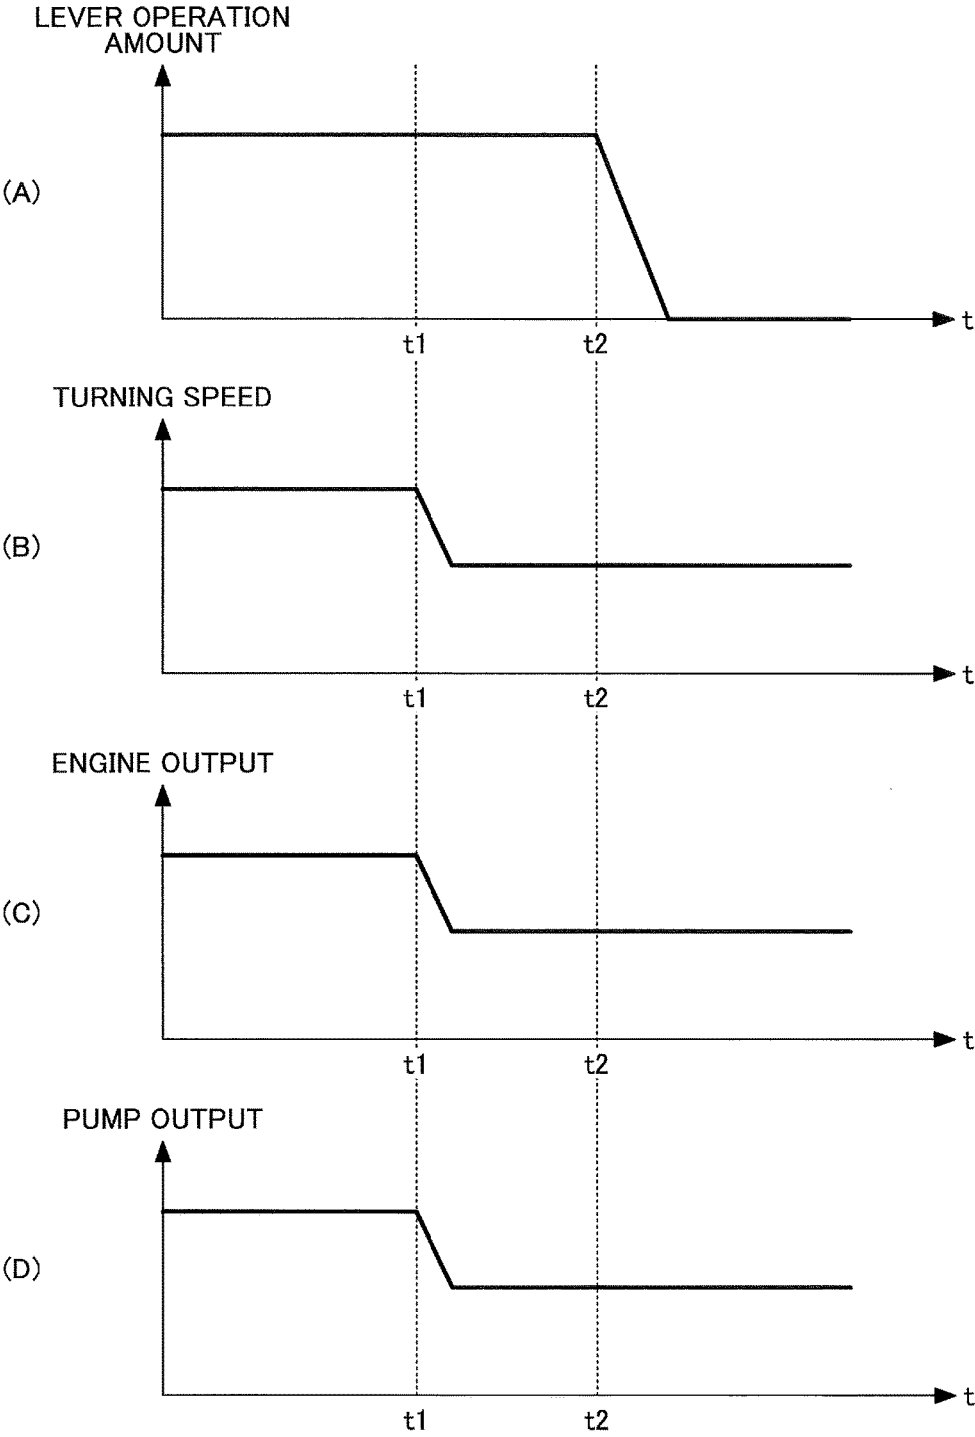 LEVER OPERATION
AMOUNT
(A)
t
t1
t2
TURNING SPEED
(B)
t
t1
t2
ENGINE OUTPUT
(C)
t
t1
t2
PUMP OUTPUT
(D)
t
t1
t2